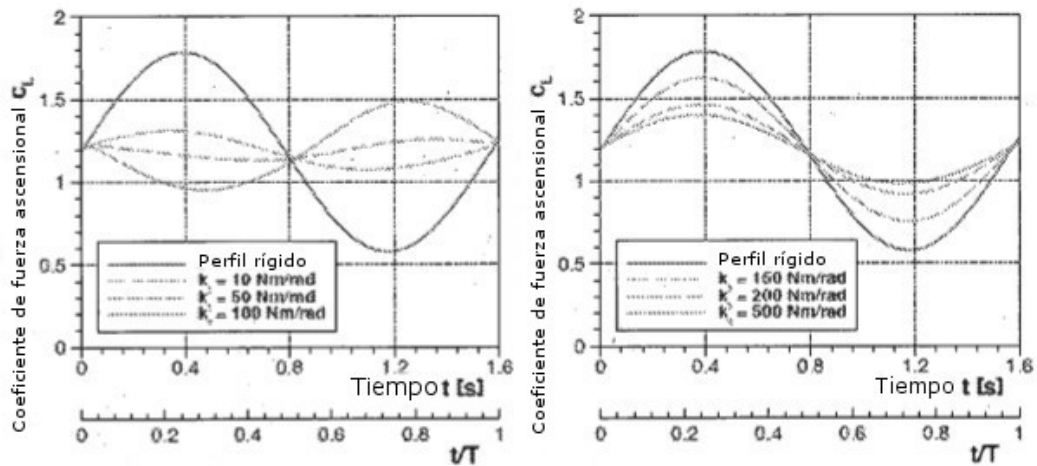 Coeficiente de fuerza ascensional C_L
2
1.5
1
0.5
0
Perfil rígido
k = 10 Nm/rad
k = 50 Nm/rad
k = 100 Nm/rad
0 0.4 0.8 1.2 1.6
Tiempo t [s]
0 0.2 0.4 0.6 0.8 1
t/T
Coeficiente de fuerza ascensional C_L
2
1.5
1
0.5
0
Perfil rígido
k = 150 Nm/rad
k = 200 Nm/rad
k = 500 Nm/rad
0 0.4 0.8 1.2 1.6
Tiempo t [s]
0 0.2 0.4 0.6 0.8 1
t/T